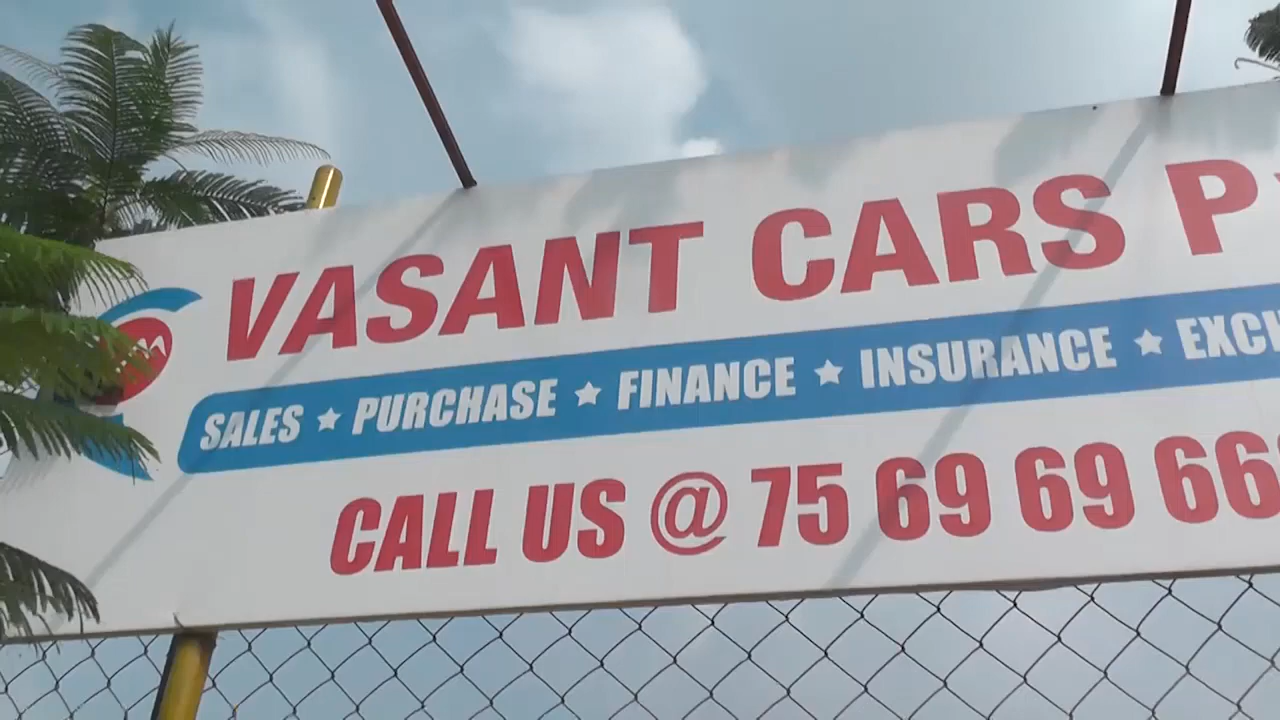 VASANT CARS
SALES ★ PURCHASE ★ FINANCE ★ INSURANCE ★
CALL US @ 75 69 69 66